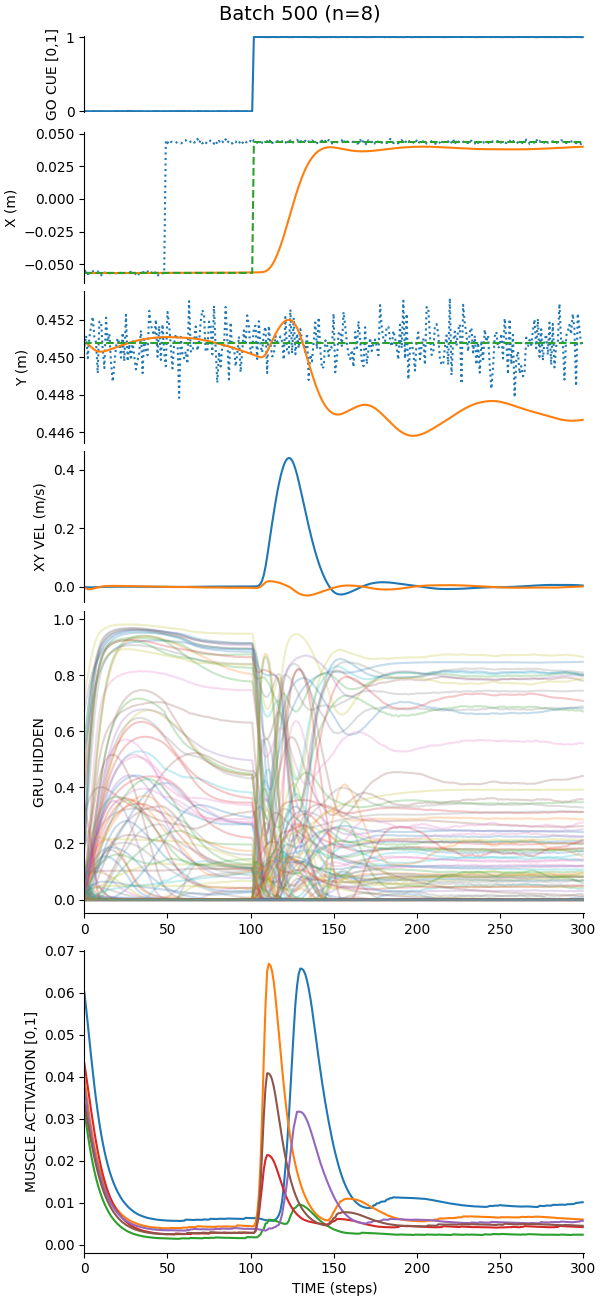 Batch 500 (n=8)
GO CUE [0,1]
1
0
X (m)
0.050
0.025
0.000
−0.025
−0.050
Y (m)
0.452
0.450
0.448
0.446
XY VEL (m/s)
0.4
0.2
0.0
GRU HIDDEN
1.0
0.8
0.6
0.4
0.2
0.0
0 50 100 150 200 250 300
MUSCLE ACTIVATION [0,1]
0.07
0.06
0.05
0.04
0.03
0.02
0.01
0.00
0 50 100 150 200 250 300
TIME (steps)